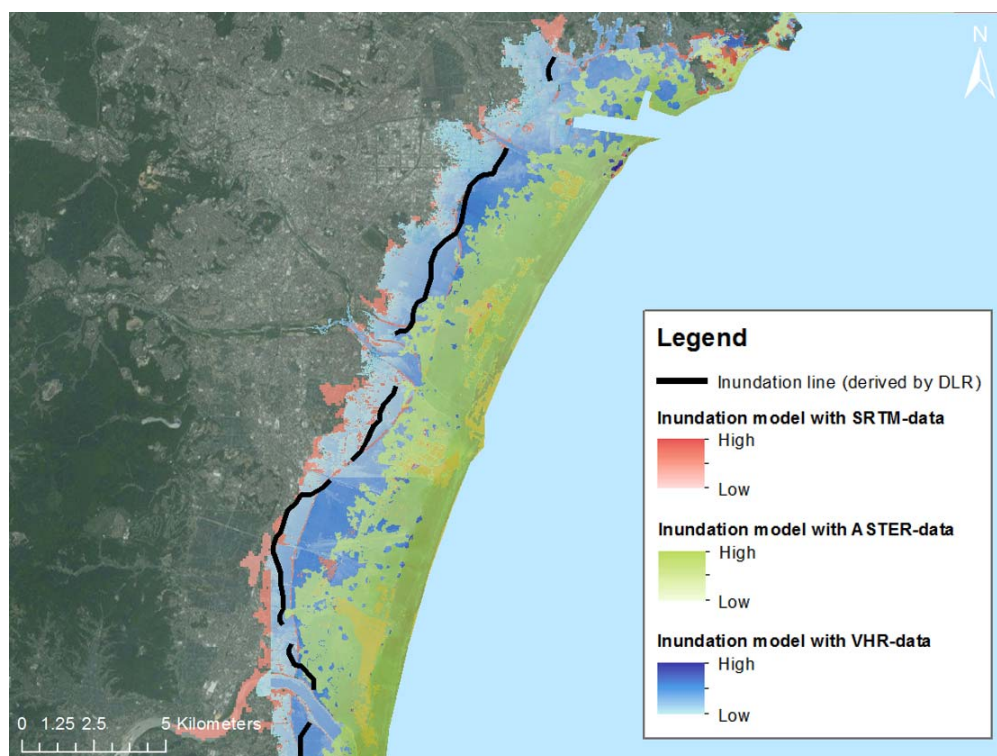 N
Legend
Inundation line (derived by DLR)
Inundation model with SRTM-data
High
Low
Inundation model with ASTER-data
High
Low
Inundation model with VHR-data
High
Low
0 1.25 2.5 5 Kilometers